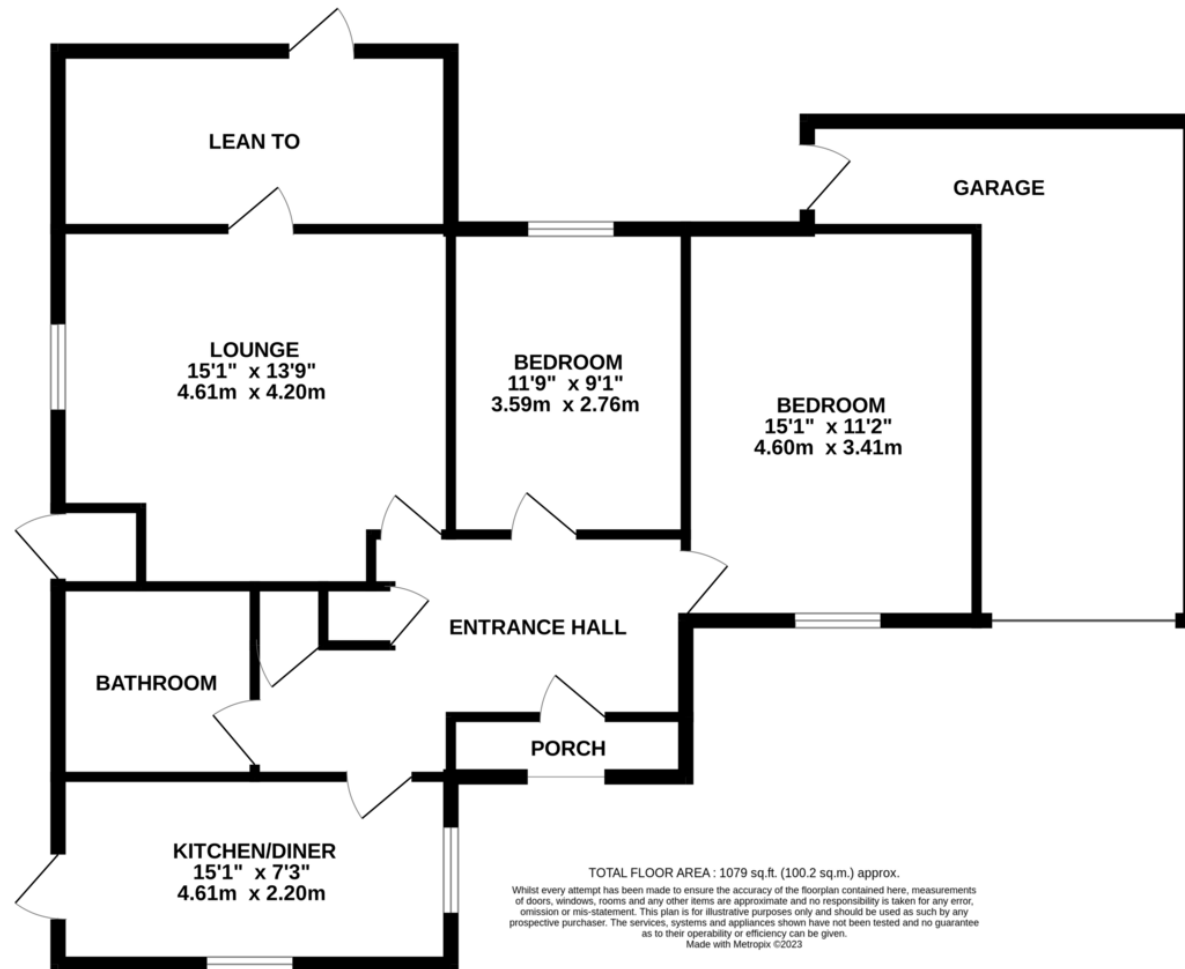 LEAN TO
GARAGE
LOUNGE
15'1" x 13'9"
4.61m x 4.20m
BEDROOM
11'9" x 9'1"
3.59m x 2.76m
BEDROOM
15'1" x 11'2"
4.60m x 3.41m
ENTRANCE HALL
BATHROOM
PORCH
KITCHEN/DINER
15'1" x 7'3"
4.61m x 2.20m
TOTAL FLOOR AREA : 1079 sq.ft. (100.2 sq.m.) approx.
Whilst every attempt has been made to ensure the accuracy of the floorplan contained here, measurements
of doors, windows, rooms and any other items are approximate and no responsibility is taken for any error,
omission or mis-statement. This plan is for illustrative purposes only and should be used as such by any
prospective purchaser. The services, systems and appliances shown have not been tested and no guarantee
as to their operability or efficiency can be given.
Made with Metropix ©2023